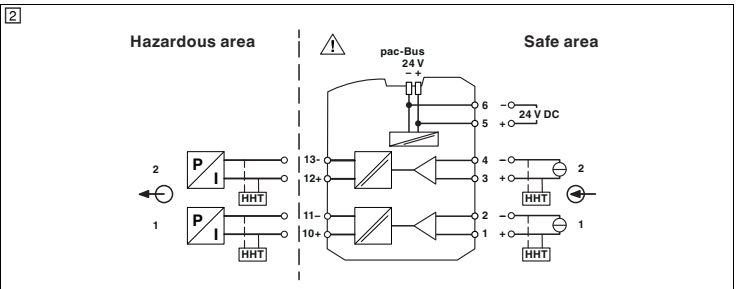 2
Hazardous area
Safe area
pac-Bus
24 V
– +
6 –
24 V DC
5 +
2
P
I
13-
4 –
2
12+
3 +
HHT
HHT
1
P
I
11–
2 –
1
10+
1 +
HHT
HHT